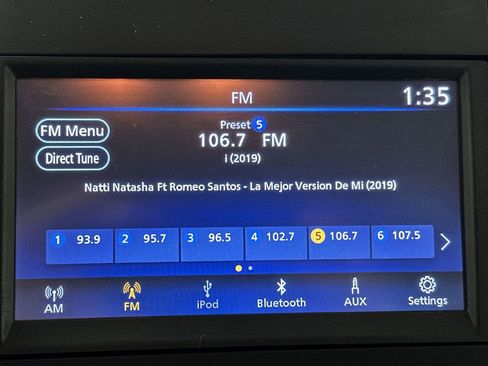 FM
1:35
FM Menu
Preset 5
106.7 FM
Direct Tune
i (2019)
Natti Natasha Ft Romeo Santos - La Mejor Version De Mi (2019)
1 93.9 2 95.7 3 96.5 4 102.7 5 106.7 6 107.5
AM FM iPod Bluetooth AUX Settings